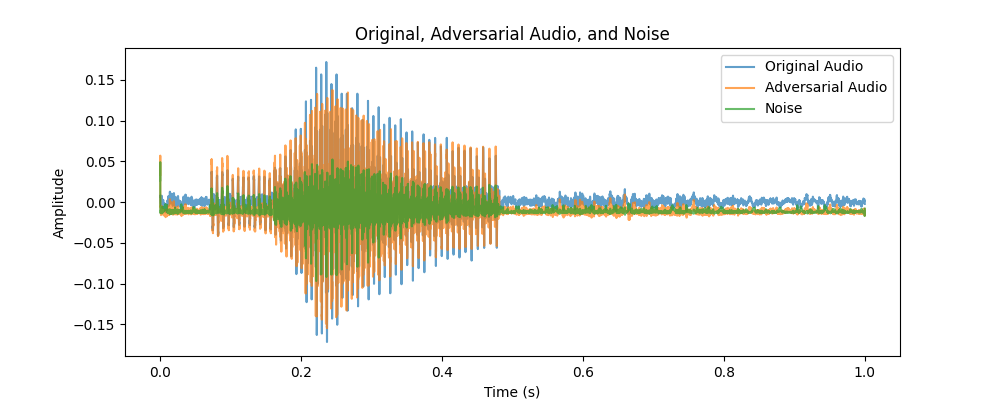 Original, Adversarial Audio, and Noise
Original Audio
Adversarial Audio
Noise
Amplitude
0.15
0.10
0.05
0.00
−0.05
−0.10
−0.15
0.0 0.2 0.4 0.6 0.8 1.0
Time (s)